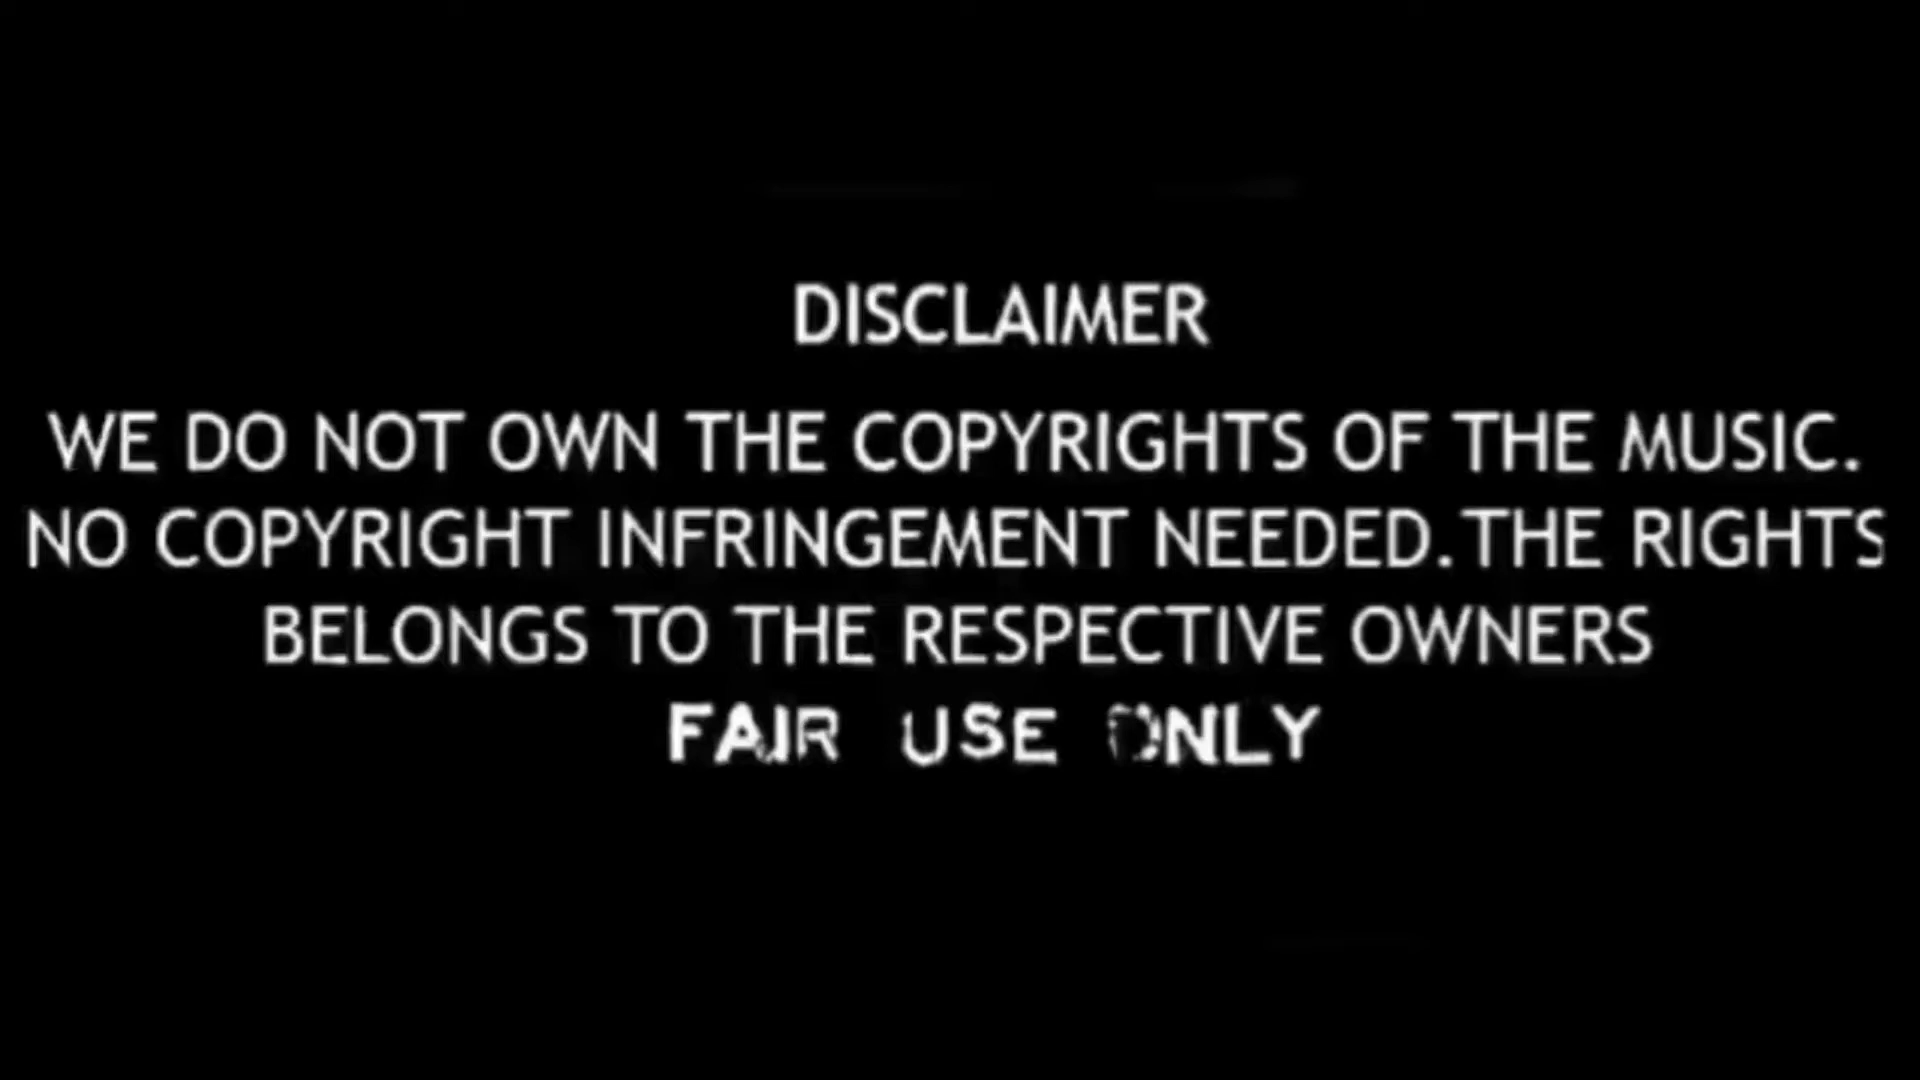 DISCLAIMER
WE DO NOT OWN THE COPYRIGHTS OF THE MUSIC.
NO COPYRIGHT INFRINGEMENT NEEDED.THE RIGHTS
BELONGS TO THE RESPECTIVE OWNERS
FAIR USE ONLY